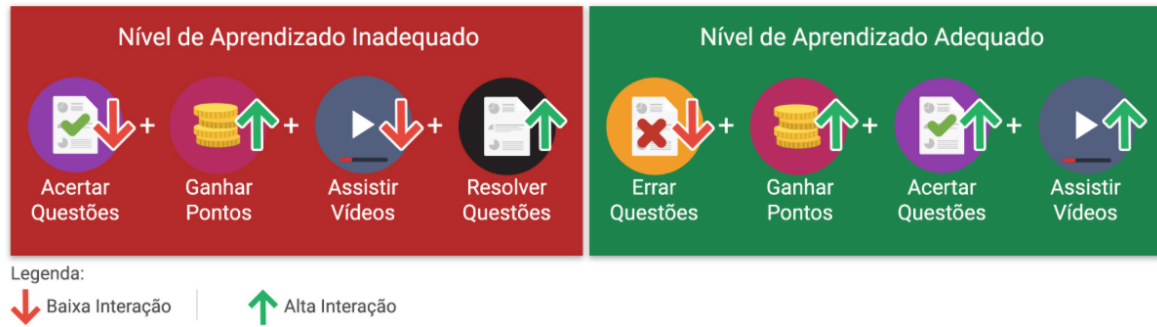 Nível de Aprendizado Inadequado
Acertar
Questões
+
Ganhar
Pontos
+
Assistir
Vídeos
+
Resolver
Questões
Nível de Aprendizado Adequado
Errar
Questões
+
Ganhar
Pontos
+
Acertar
Questões
+
Assistir
Vídeos
Legenda:
Baixa Interação
Alta Interação